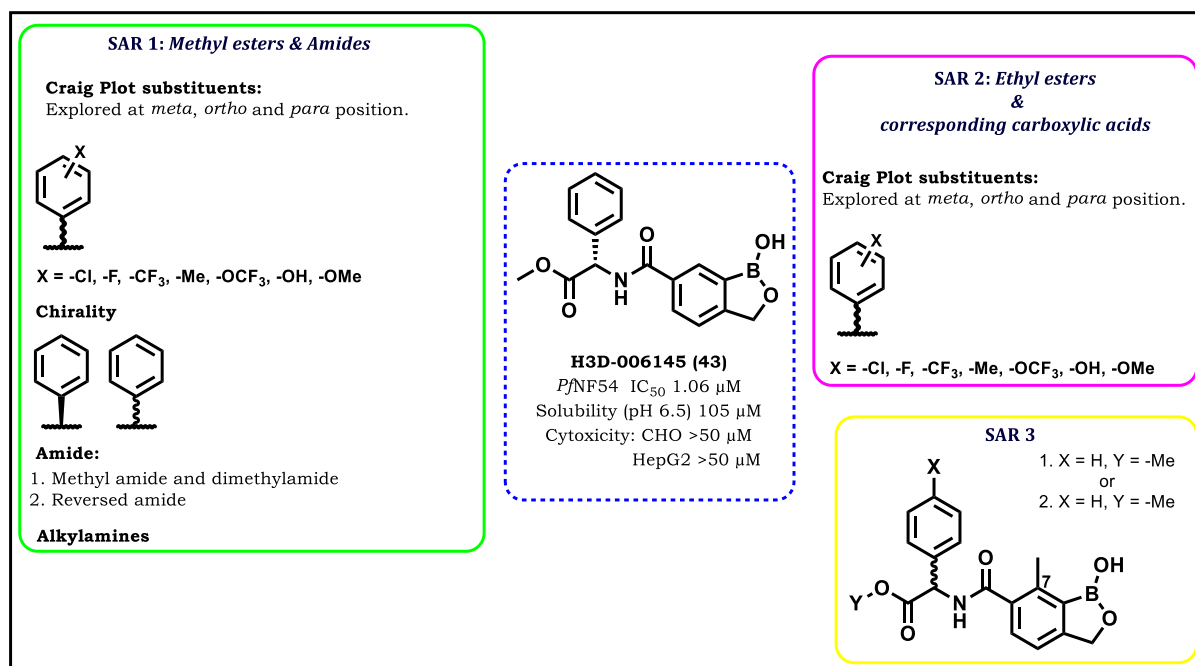 SAR 1: Methyl esters & Amides
Craig Plot substituents:
Explored at meta, ortho and para position.
X
X = -Cl, -F, -CF₃, -Me, -OCF₃, -OH, -OMe
Chirality
Amide:
1. Methyl amide and dimethylamide
2. Reversed amide
Alkylamines
O
OH
B
O
O
N
H
O
H3D-006145 (43)
PfNF54 IC₅₀ 1.06 µM
Solubility (pH 6.5) 105 µM
Cytoxicity: CHO >50 µM
HepG2 >50 µM
SAR 2: Ethyl esters
&
corresponding carboxylic acids
Craig Plot substituents:
Explored at meta, ortho and para position.
X
X = -Cl, -F, -CF₃, -Me, -OCF₃, -OH, -OMe
SAR 3
1. X = H, Y = -Me
or
2. X = H, Y = -Me
X
O
7
OH
B
Y
O
O
N
H
O
O